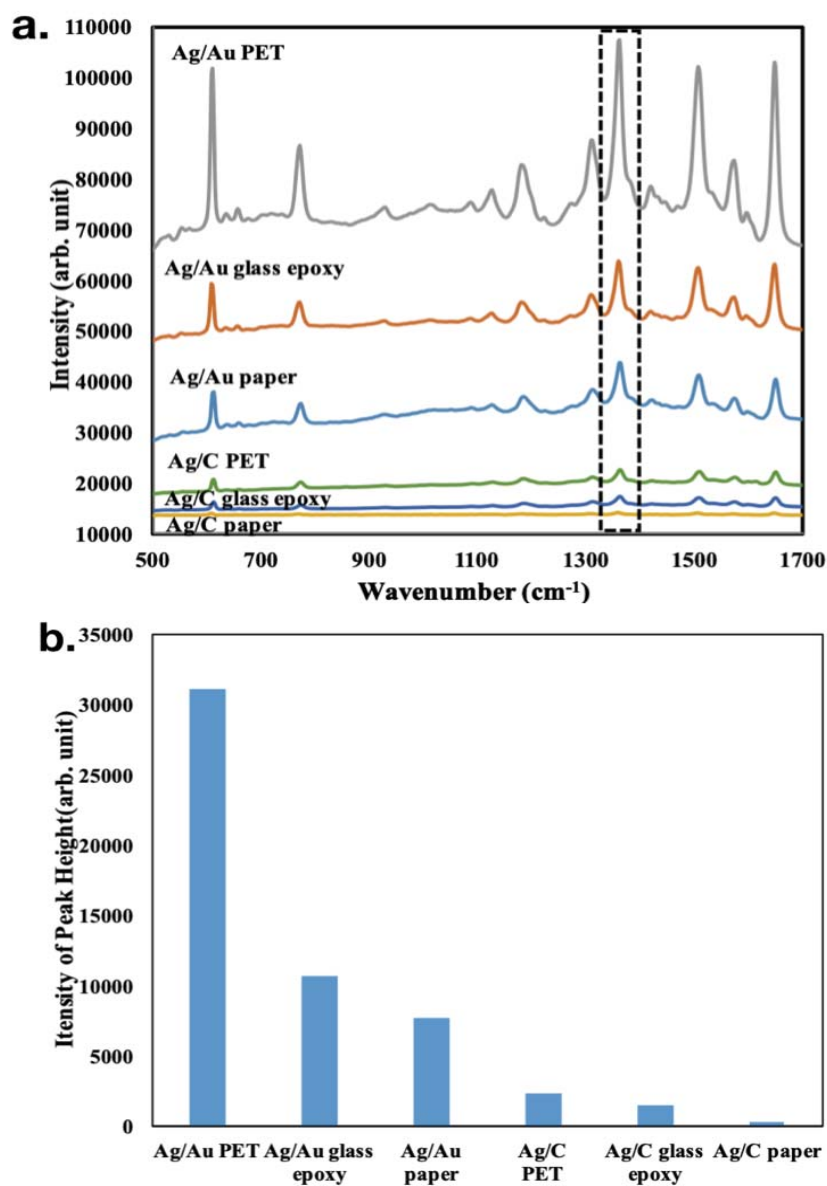 a.
110000
100000
90000
80000
70000
60000
50000
40000
30000
20000
10000
Intensity (arb. unit)
Ag/Au PET
Ag/Au glass epoxy
Ag/Au paper
Ag/C PET
Ag/C glass epoxy
Ag/C paper
500 700 900 1100 1300 1500 1700
Wavenumber (cm⁻¹)
b.
35000
30000
25000
20000
15000
10000
5000
0
Itensity of Peak Height(arb. unit)
Ag/Au PET
Ag/Au glass
epoxy
Ag/Au
paper
Ag/C
PET
Ag/C glass
epoxy
Ag/C paper